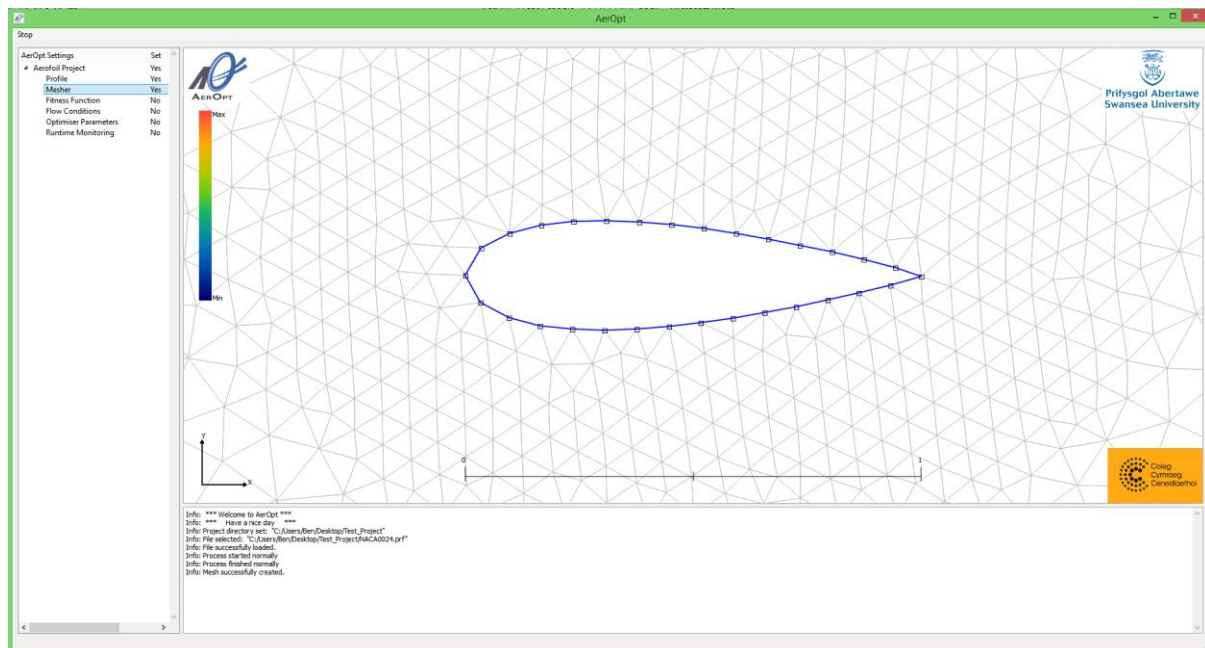 AerOpt
Stop
AerOpt Settings Set
Aerofoil Project Yes
Profile Yes
Mesher Yes
Fitness Function No
Flow Conditions No
Optimiser Parameters No
Runtime Monitoring No
AEROPT
Max
Min
Prifysgol Abertawe
Swansea University
Y
X
0
1
Coleg
Cymraeg
Cenedlaethol
Info: *** Welcome to AerOpt ***
Info: *** Have a nice day ***
Info: Project directory set: "C:/Users/Ben/Desktop/Test_Project"
Info: File selected: "C:/Users/Ben/Desktop/Test_Project/NACA0024.prf"
Info: File successfully loaded.
Info: Process started normally
Info: Process finished normally
Info: Mesh successfully created.